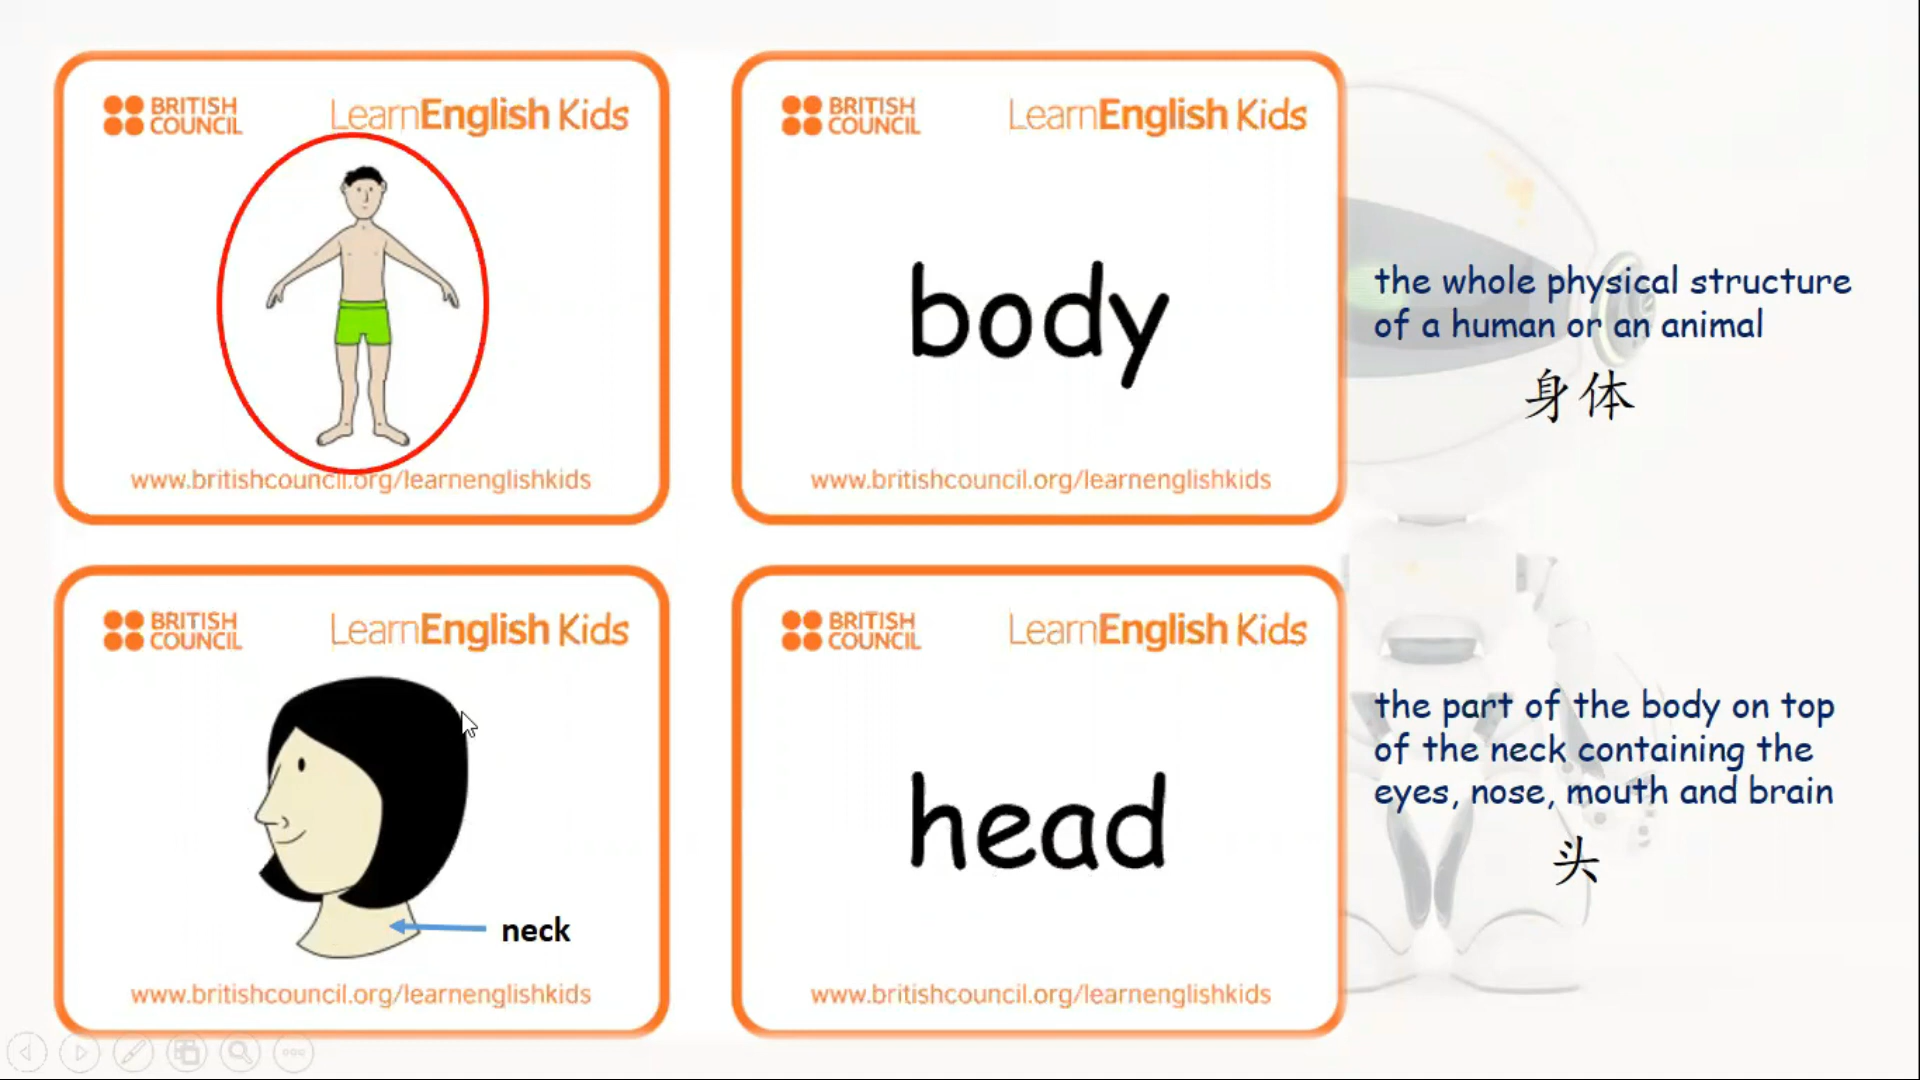 BRITISH
COUNCIL
LearnEnglish Kids
www.britishcouncil.org/learnenglishkids
BRITISH
COUNCIL
LearnEnglish Kids
body
www.britishcouncil.org/learnenglishkids
the whole physical structure
of a human or an animal
身体
BRITISH
COUNCIL
LearnEnglish Kids
neck
www.britishcouncil.org/learnenglishkids
BRITISH
COUNCIL
LearnEnglish Kids
head
www.britishcouncil.org/learnenglishkids
the part of the body on top
of the neck containing the
eyes, nose, mouth and brain
头